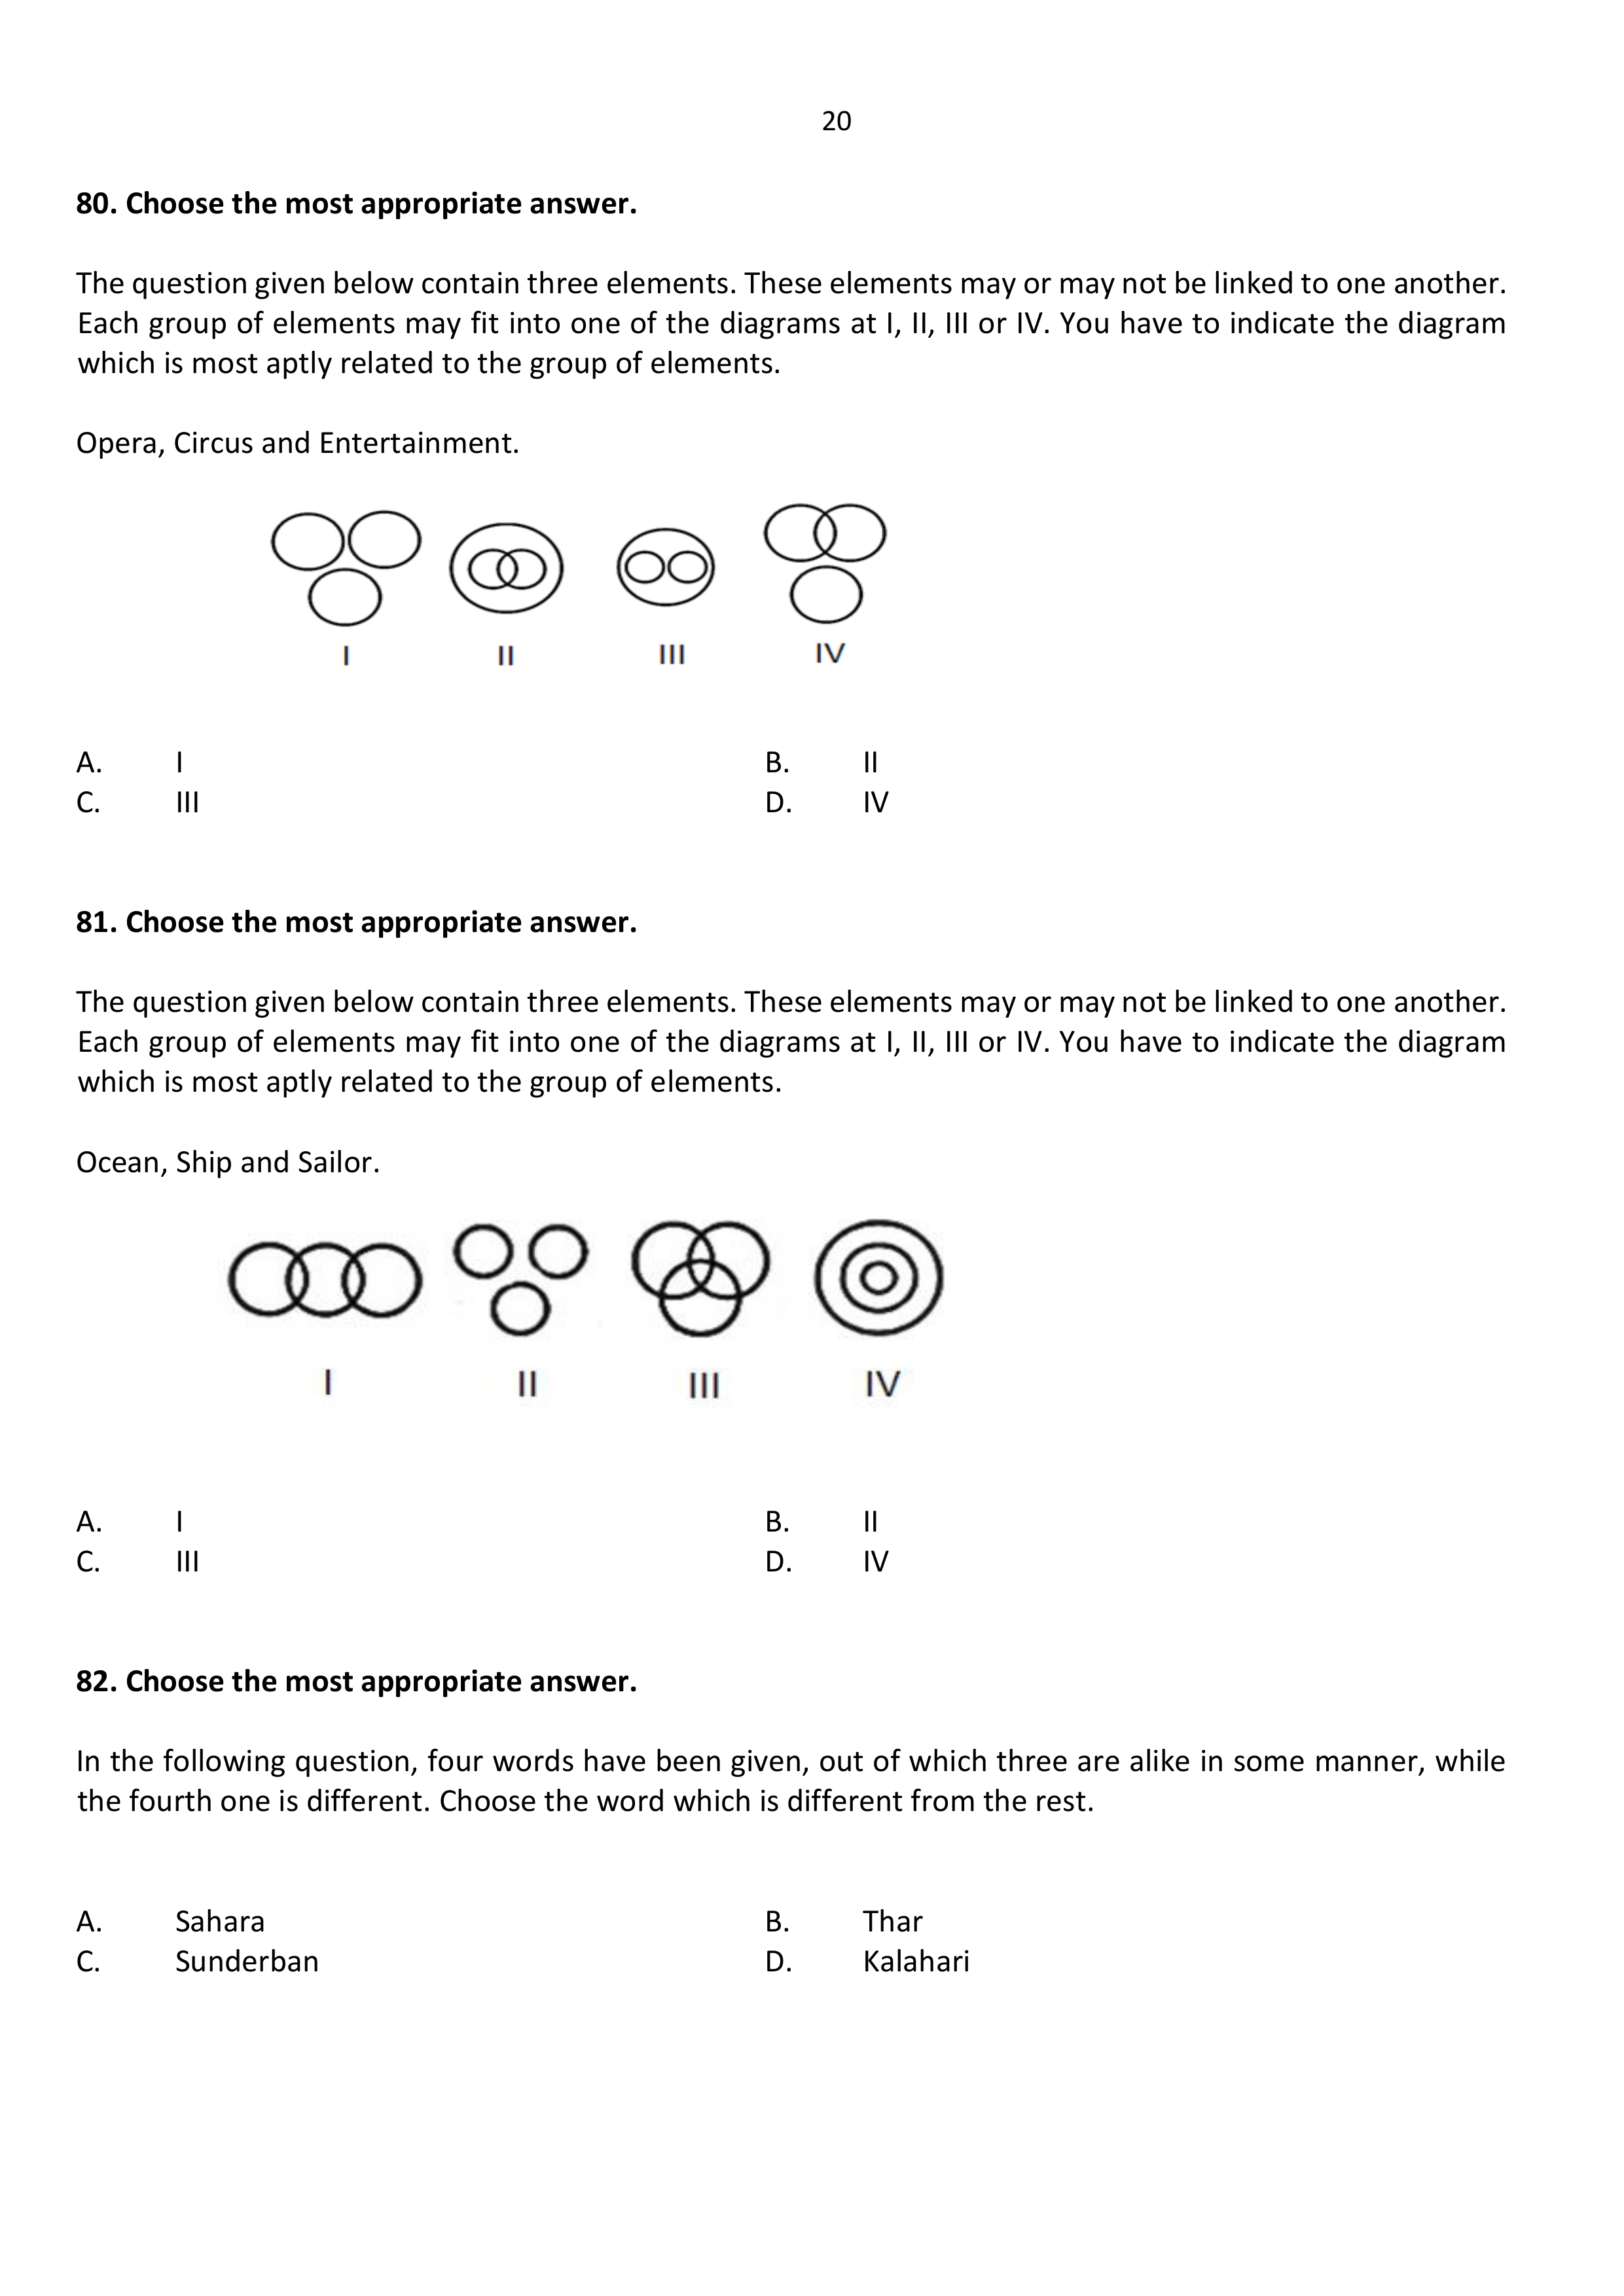 20
80. Choose the most appropriate answer.
The question given below contain three elements. These elements may or may not be linked to one another.
Each group of elements may fit into one of the diagrams at I, II, III or IV. You have to indicate the diagram
which is most aptly related to the group of elements.
Opera, Circus and Entertainment.
I II III IV
A. I B. II
C. III D. IV
81. Choose the most appropriate answer.
The question given below contain three elements. These elements may or may not be linked to one another.
Each group of elements may fit into one of the diagrams at I, II, III or IV. You have to indicate the diagram
which is most aptly related to the group of elements.
Ocean, Ship and Sailor.
I II III IV
A. I B. II
C. III D. IV
82. Choose the most appropriate answer.
In the following question, four words have been given, out of which three are alike in some manner, while
the fourth one is different. Choose the word which is different from the rest.
A. Sahara B. Thar
C. Sunderban D. Kalahari